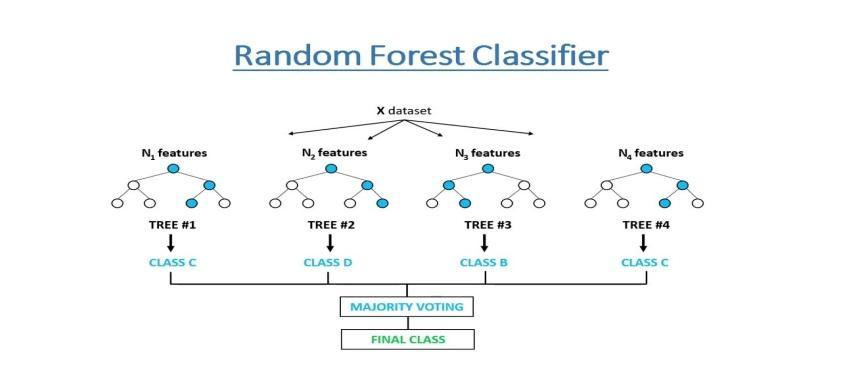 Random Forest Classifier
X dataset
N1 features N2 features N3 features N4 features
TREE #1 TREE #2 TREE #3 TREE #4
CLASS C CLASS D CLASS B CLASS C
MAJORITY VOTING
FINAL CLASS